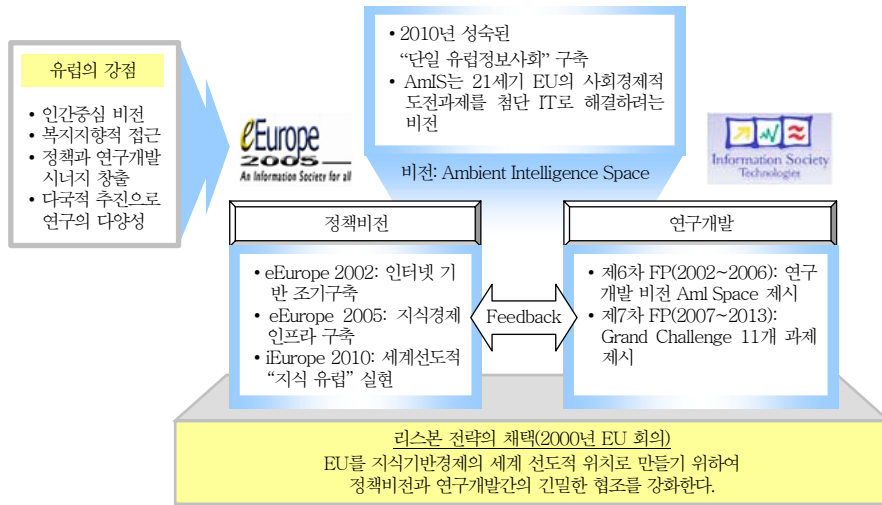 유럽의 강점
• 인간중심 비전
• 복지지향적 접근
• 정책과 연구개발
시너지 창출
• 다국적 추진으로
연구의 다양성
• 2010년 성숙된
“단일 유럽정보사회” 구축
• AmIS는 21세기 EU의 사회경제적
도전과제를 첨단 IT로 해결하려는
비전
eEurope
2005
An Information Society for all
비전: Ambient Intelligence Space
Information Society
Technologies
정책비전
• eEurope 2002: 인터넷 기
반 조기구축
• eEurope 2005: 지식경제
인프라 구축
• iEurope 2010: 세계선도적
“지식 유럽” 실현
Feedback
연구개발
• 제6차 FP(2002~2006): 연구
개발 비전 AmI Space 제시
• 제7차 FP(2007~2013):
Grand Challenge 11개 과제
제시
리스본 전략의 채택(2000년 EU 회의)
EU를 지식기반경제의 세계 선도적 위치로 만들기 위하여
정책비전과 연구개발간의 긴밀한 협조를 강화한다.